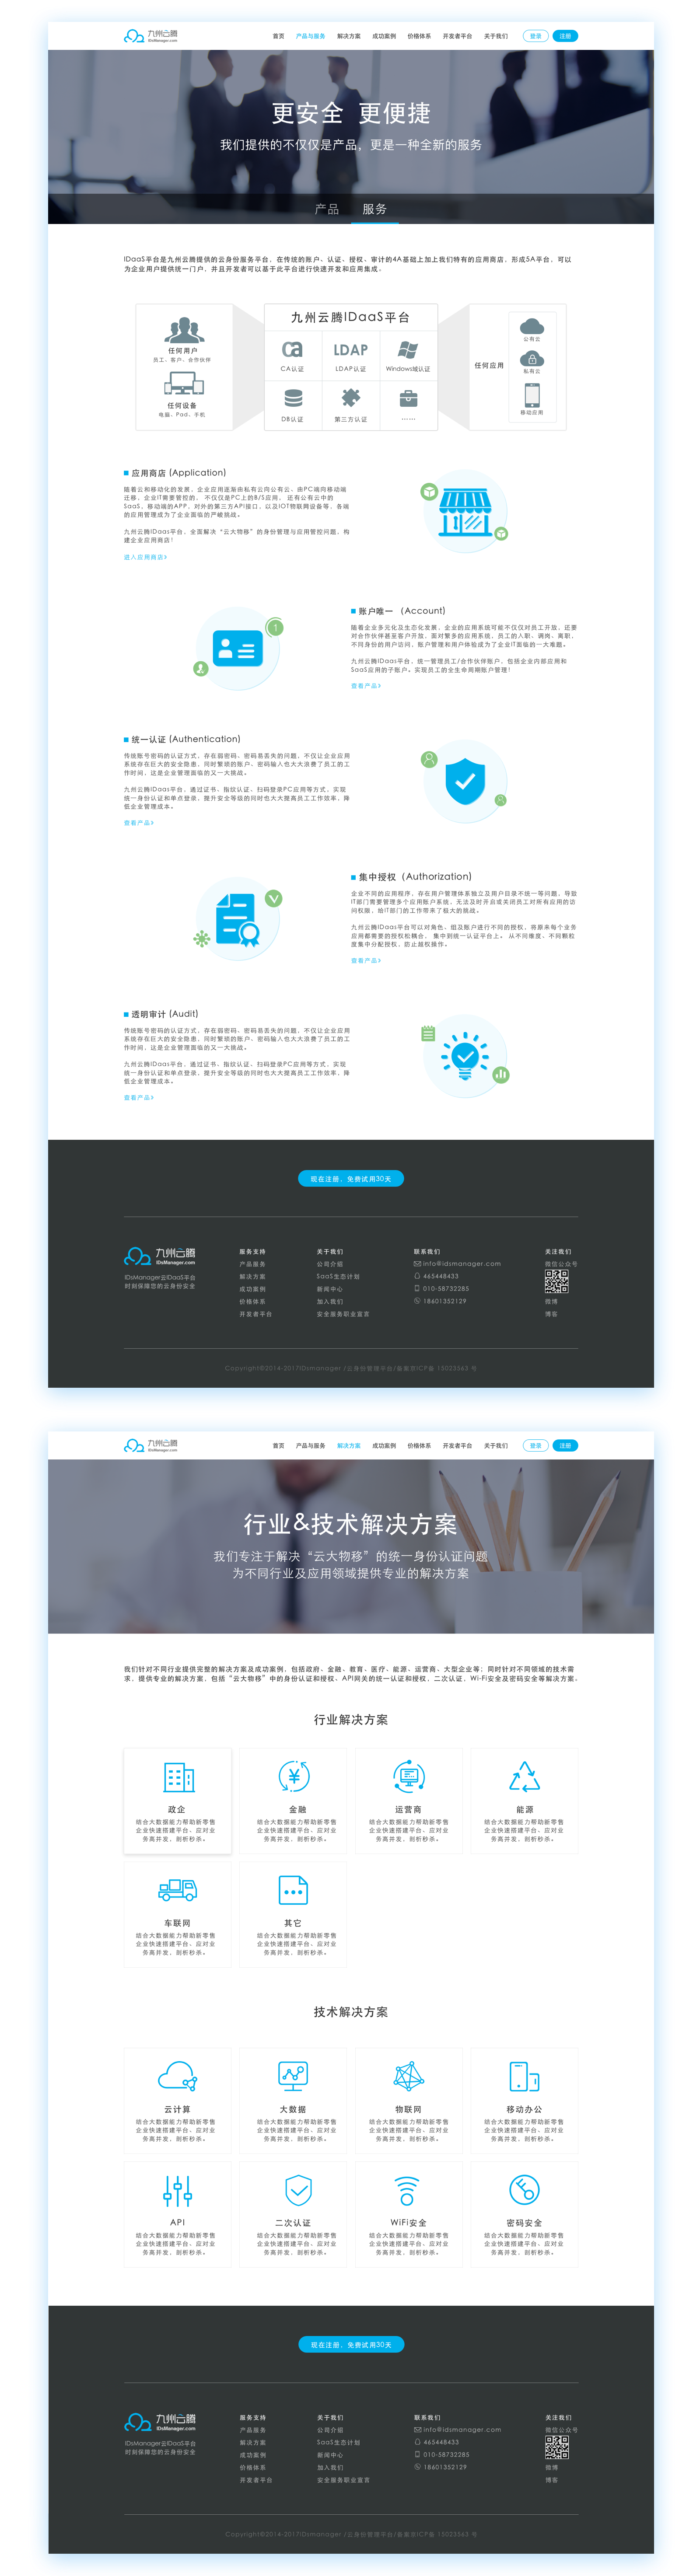 九州云腾
IDsManager.com
首页 产品与服务 解决方案 成功案例 价格体系 开发者平台 关于我们 登录 注册
更安全 更便捷
我们提供的不仅仅是产品，更是一种全新的服务
产品 服务
IDaaS平台是九州云腾提供的云身份服务平台，在传统的账户、认证、授权、审计的4A基础上加上我们特有的应用商店，形成5A平台，可以
为企业用户提供统一门户，并且开发者可以基于此平台进行快速开发和应用集成。
任何用户
员工、客户、合作伙伴
任何设备
电脑、Pad、手机
九州云腾IDaaS平台
CA认证
LDAP
LDAP认证
Windows域认证
DB认证
第三方认证
……
任何应用
公有云
私有云
移动应用
应用商店 (Application)
随着云和移动化的发展，企业应用逐渐由私有云向公有云、由PC端向移动端
迁移。企业IT需要管控的，不仅仅是PC上的B/S应用，还有公有云中的
SaaS、移动端的APP、对外的第三方API接口，以及IOT物联网设备等，各端
的应用管理成为了企业面临的严峻挑战。
九州云腾IDaas平台，全面解决“云大物移”的身份管理与应用管控问题，构
建企业应用商店！
进入应用商店>
账户唯一 （Account)
随着企业多元化及生态化发展，企业的应用系统可能不仅仅对员工开放，还要
对合作伙伴甚至客户开放。面对繁多的应用系统，员工的入职、调岗、离职，
不同身份的用户访问，账户管理和用户体验成为了企业IT面临的一大难题。
九州云腾IDaas平台，统一管理员工/合作伙伴账户，包括企业内部应用和
SaaS应用的子账户。实现员工的全生命周期账户管理！
查看产品>
统一认证 (Authentication)
传统账号密码的认证方式，存在弱密码、密码易丢失的问题，不仅让企业应用
系统存在巨大的安全隐患，同时繁琐的账户、密码输入也大大浪费了员工的工
作时间，这是企业管理面临的又一大挑战。
九州云腾IDaas平台，通过证书、指纹认证、扫码登录PC应用等方式，实现
统一身份认证和单点登录，提升安全等级的同时也大大提高员工工作效率，降
低企业管理成本。
查看产品>
集中授权（Authorization)
企业不同的应用程序，存在用户管理体系独立及用户目录不统一等问题，导致
IT部门需要管理多个应用账户系统，无法及时开启或关闭员工对所有应用的访
问权限，给IT部门的工作带来了极大的挑战。
九州云腾IDaas平台可以对角色、组及账户进行不同的授权，将原来每个业务
应用都需要的授权松耦合， 集中到统一认证平台上。 从不同维度、不同颗粒
度集中分配授权，防止越权操作。
查看产品>
透明审计 (Audit)
传统账号密码的认证方式，存在弱密码、密码易丢失的问题，不仅让企业应用
系统存在巨大的安全隐患，同时繁琐的账户、密码输入也大大浪费了员工的工
作时间，这是企业管理面临的又一大挑战。
九州云腾IDaas平台，通过证书、指纹认证、扫码登录PC应用等方式，实现
统一身份认证和单点登录，提升安全等级的同时也大大提高员工工作效率，降
低企业管理成本。
查看产品>
现在注册，免费试用30天
九州云腾
IDsManager.com
IDsManager云IDaaS平台
时刻保障您的云身份安全
服务支持
产品服务
解决方案
成功案例
价格体系
开发者平台
关于我们
公司介绍
SaaS生态计划
新闻中心
加入我们
安全服务职业宣言
联系我们
info@idsmanager.com
465448433
010-58732285
18601352129
关注我们
微信公众号
微博
博客
Copyright©2014-2017IDsmanager /云身份管理平台/备案京ICP备 15023563 号
九州云腾
IDsManager.com
首页 产品与服务 解决方案 成功案例 价格体系 开发者平台 关于我们 登录 注册
行业&技术解决方案
我们专注于解决“云大物移”的统一身份认证问题
为不同行业及应用领域提供专业的解决方案
我们针对不同行业提供完整的解决方案及成功案例，包括政府、金融、教育、医疗、能源、运营商、大型企业等；同时针对不同领域的技术需
求，提供专业的解决方案，包括“云大物移”中的身份认证和授权、API网关的统一认证和授权，二次认证，Wi-Fi安全及密码安全等解决方案。
行业解决方案
政企
结合大数据能力帮助新零售
企业快速搭建平台、应对业
务高并发、剖析秒杀。
金融
结合大数据能力帮助新零售
企业快速搭建平台、应对业
务高并发、剖析秒杀。
运营商
结合大数据能力帮助新零售
企业快速搭建平台、应对业
务高并发、剖析秒杀。
能源
结合大数据能力帮助新零售
企业快速搭建平台、应对业
务高并发、剖析秒杀。
车联网
结合大数据能力帮助新零售
企业快速搭建平台、应对业
务高并发、剖析秒杀。
其它
结合大数据能力帮助新零售
企业快速搭建平台、应对业
务高并发、剖析秒杀。
技术解决方案
云计算
结合大数据能力帮助新零售
企业快速搭建平台、应对业
务高并发、剖析秒杀。
大数据
结合大数据能力帮助新零售
企业快速搭建平台、应对业
务高并发、剖析秒杀。
物联网
结合大数据能力帮助新零售
企业快速搭建平台、应对业
务高并发、剖析秒杀。
移动办公
结合大数据能力帮助新零售
企业快速搭建平台、应对业
务高并发、剖析秒杀。
API
结合大数据能力帮助新零售
企业快速搭建平台、应对业
务高并发、剖析秒杀。
二次认证
结合大数据能力帮助新零售
企业快速搭建平台、应对业
务高并发、剖析秒杀。
WiFi安全
结合大数据能力帮助新零售
企业快速搭建平台、应对业
务高并发、剖析秒杀。
密码安全
结合大数据能力帮助新零售
企业快速搭建平台、应对业
务高并发、剖析秒杀。
现在注册，免费试用30天
九州云腾
IDsManager.com
IDsManager云IDaaS平台
时刻保障您的云身份安全
服务支持
产品服务
解决方案
成功案例
价格体系
开发者平台
关于我们
公司介绍
SaaS生态计划
新闻中心
加入我们
安全服务职业宣言
联系我们
info@idsmanager.com
465448433
010-58732285
18601352129
关注我们
微信公众号
微博
博客
Copyright©2014-2017IDsmanager /云身份管理平台/备案京ICP备 15023563 号